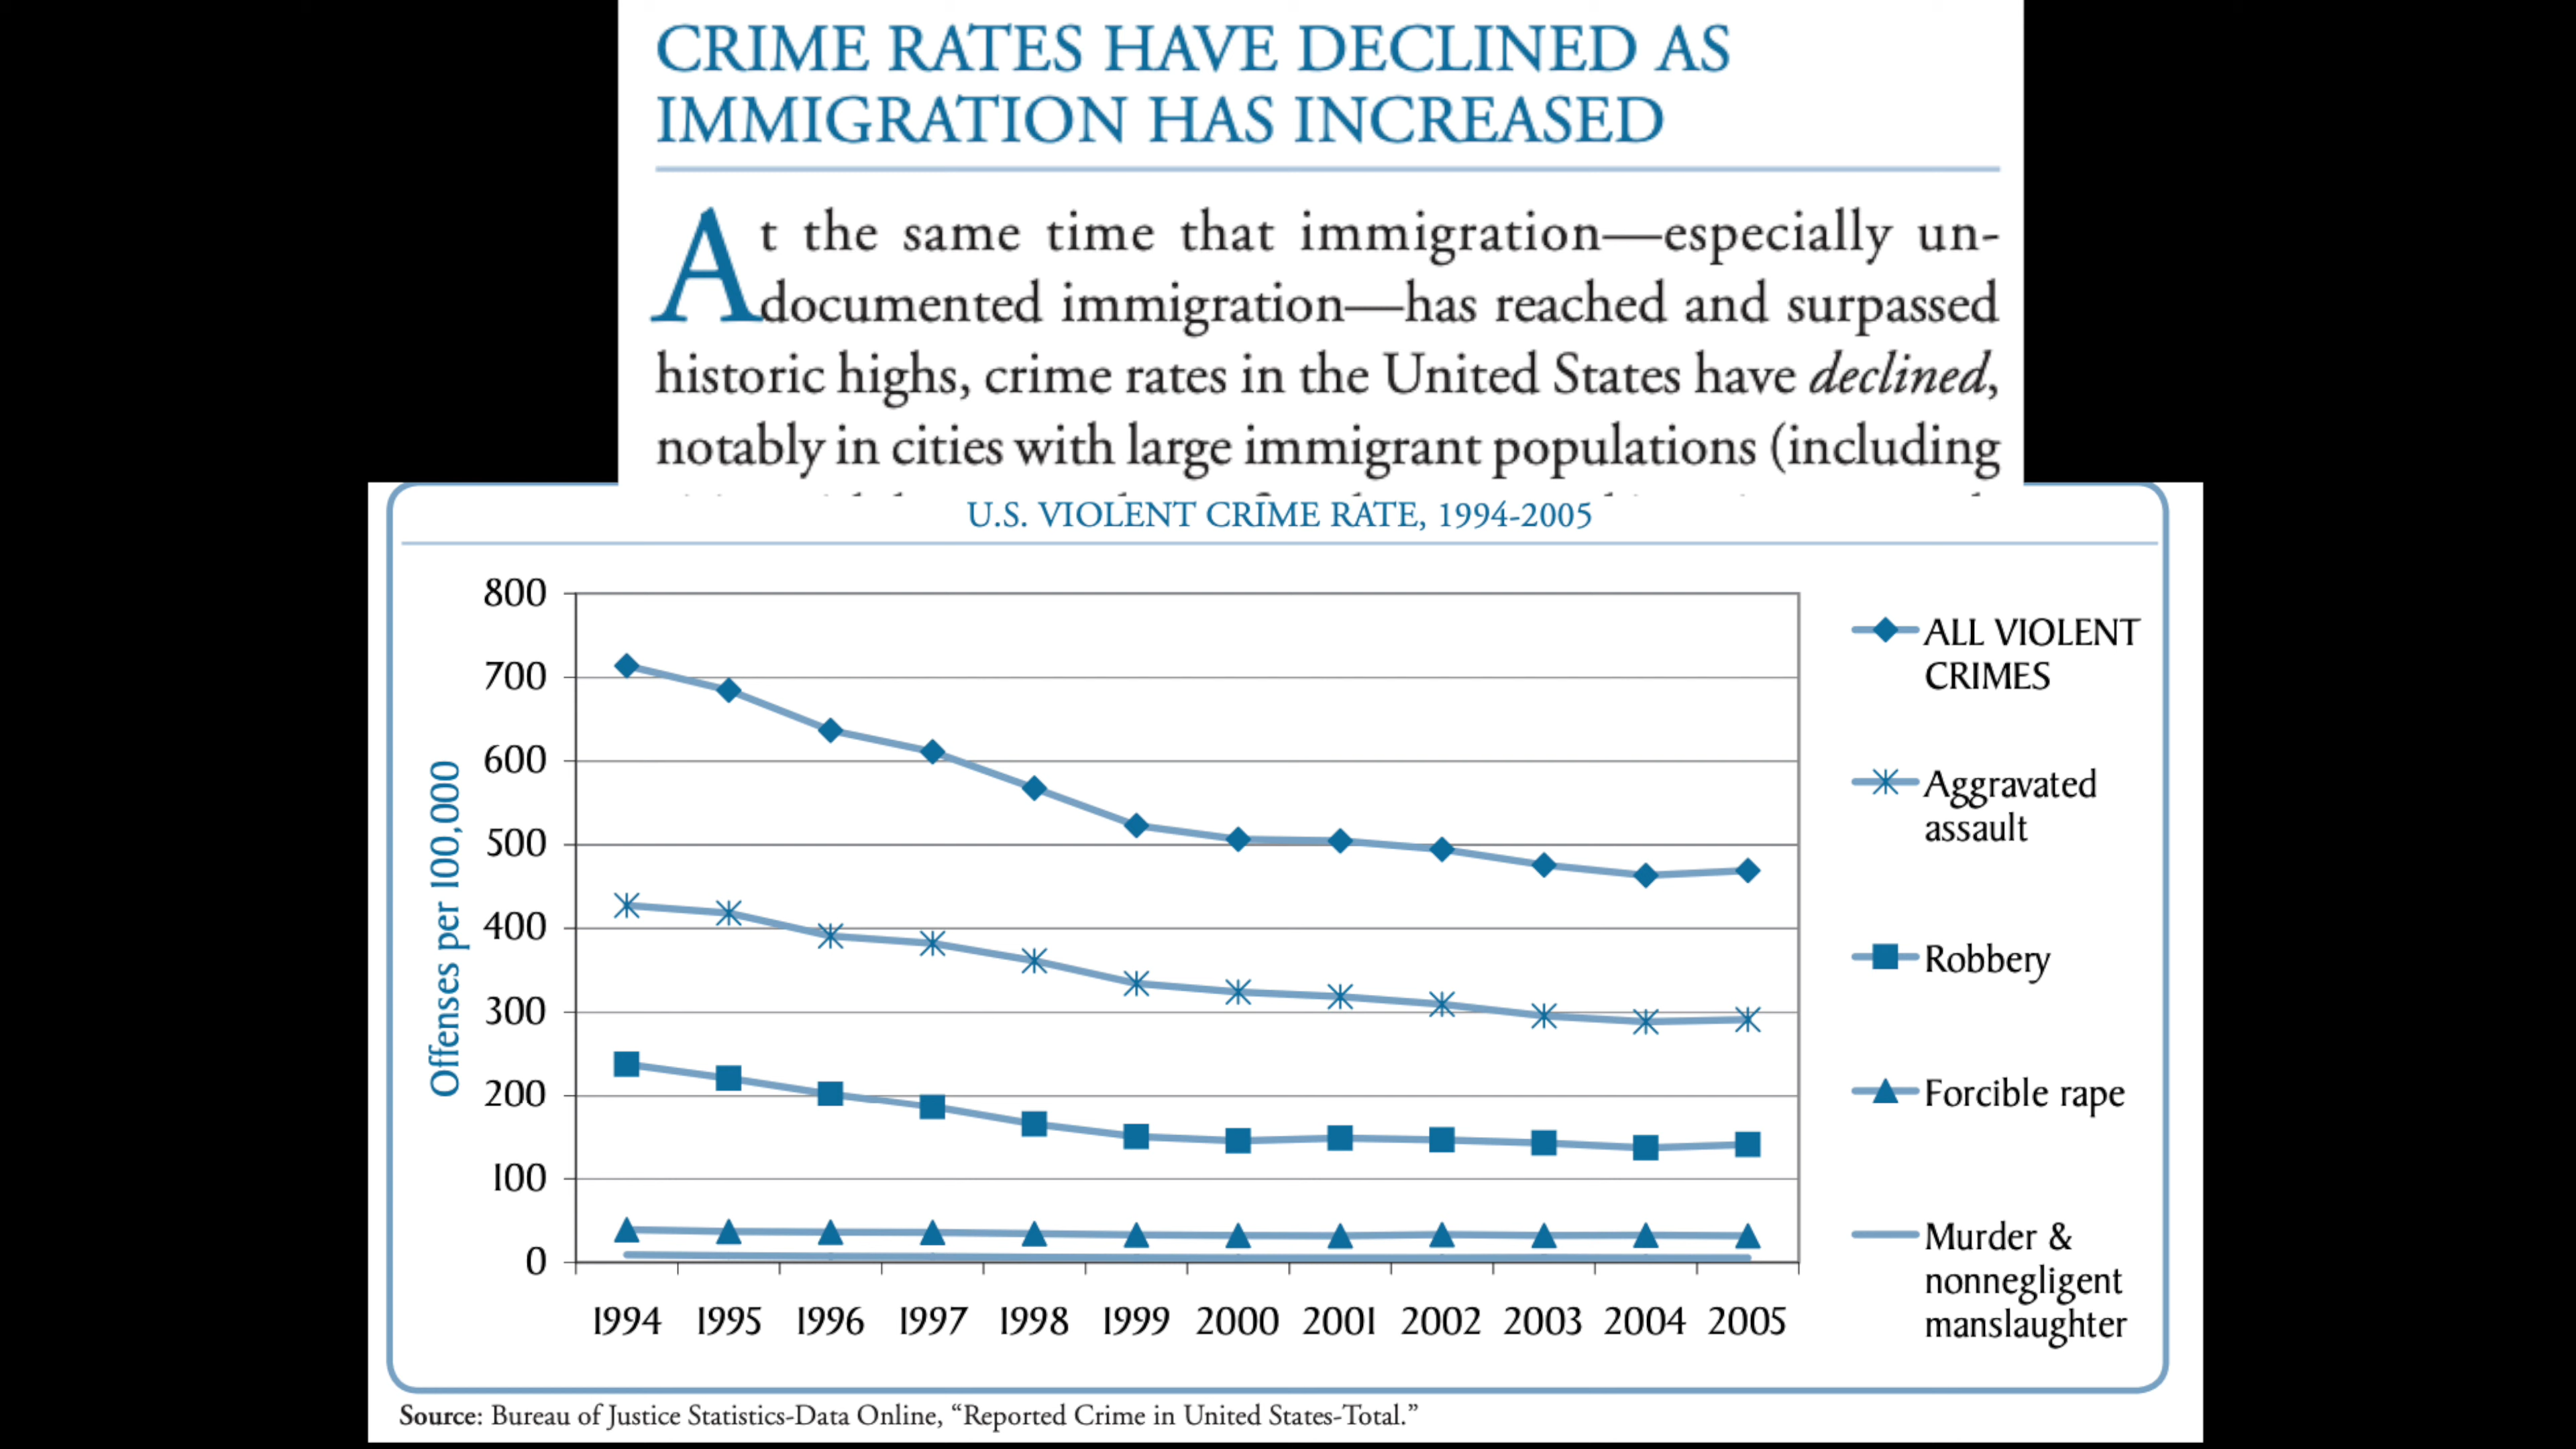 CRIME RATES HAVE DECLINED AS
IMMIGRATION HAS INCREASED
At the same time that immigration—especially un-
documented immigration—has reached and surpassed
historic highs, crime rates in the United States have declined,
notably in cities with large immigrant populations (including
U.S. VIOLENT CRIME RATE, 1994-2005
Offenses per 100,000
800
700
600
500
400
300
200
100
0
1994 1995 1996 1997 1998 1999 2000 2001 2002 2003 2004 2005
ALL VIOLENT
CRIMES
Aggravated
assault
Robbery
Forcible rape
Murder &
nonnegligent
manslaughter
Source: Bureau of Justice Statistics-Data Online, “Reported Crime in United States-Total.”